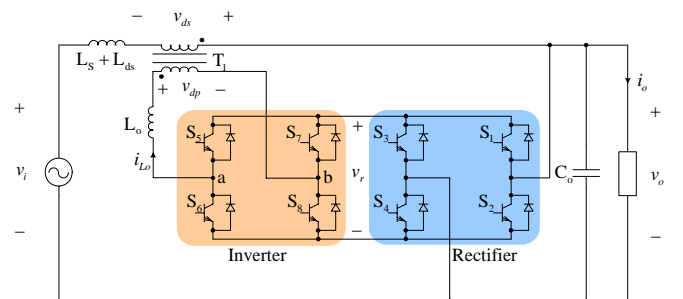 − v_ds +
L_S + L_ds
T_1
+ v_dp −
+
v_i
−
L_o
i_Lo
S_5
S_7
a
b
S_6
S_8
+
v_r
−
S_3
S_1
S_4
S_2
C_o
i_o
+
v_o
−
Inverter
Rectifier